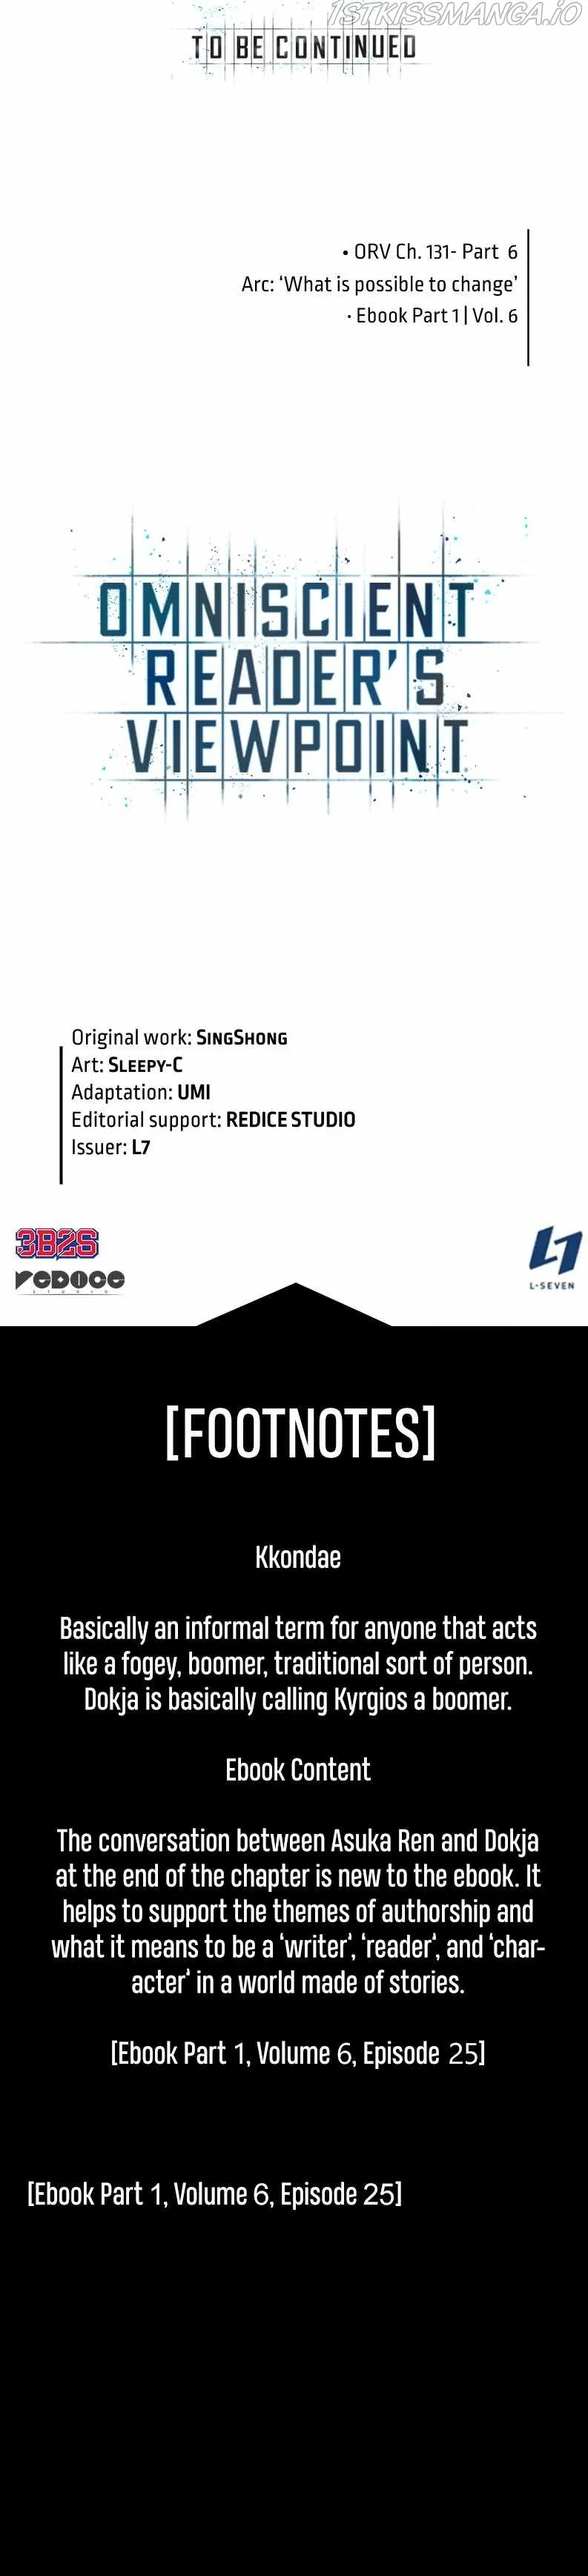 1STKISSMANGA.IO
TO BE CONTINUED
• ORV Ch. 131- Part 6
Arc: ‘What is possible to change’
· Ebook Part 1 | Vol. 6
OMNISCIENT
READER'S
VIEWPOINT
Original work: SINGSHONG
Art: SLEEPY-C
Adaptation: UMI
Editorial support: REDICE STUDIO
Issuer: L7
3B2S
REDICE
STUDIO
L7
L-SEVEN
[FOOTNOTES]
Kkondae
Basically an informal term for anyone that acts
like a fogey, boomer, traditional sort of person.
Dokja is basically calling Kyrgios a boomer.
Ebook Content
The conversation between Asuka Ren and Dokja
at the end of the chapter is new to the ebook. It
helps to support the themes of authorship and
what it means to be a ‘writer’, ‘reader’, and ‘char-
acter’ in a world made of stories.
[Ebook Part 1, Volume 6, Episode 25]
[Ebook Part 1, Volume 6, Episode 25]